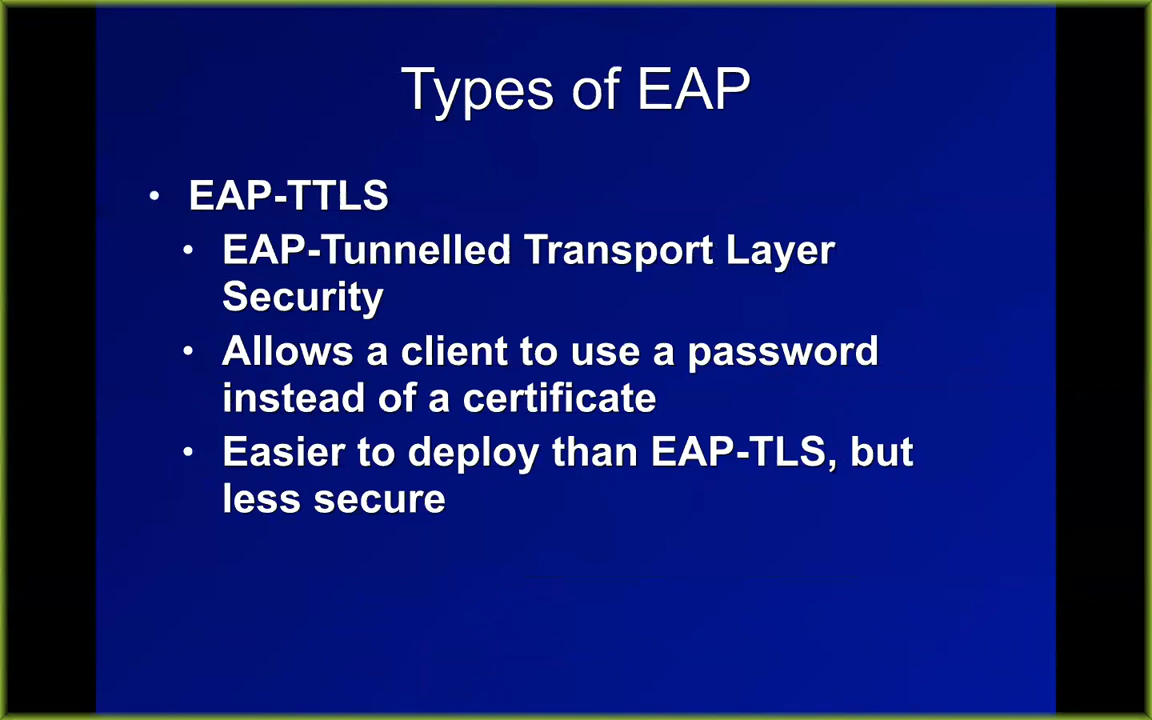 Types of EAP
• EAP-TTLS
• EAP-Tunnelled Transport Layer
Security
• Allows a client to use a password
instead of a certificate
• Easier to deploy than EAP-TLS, but
less secure